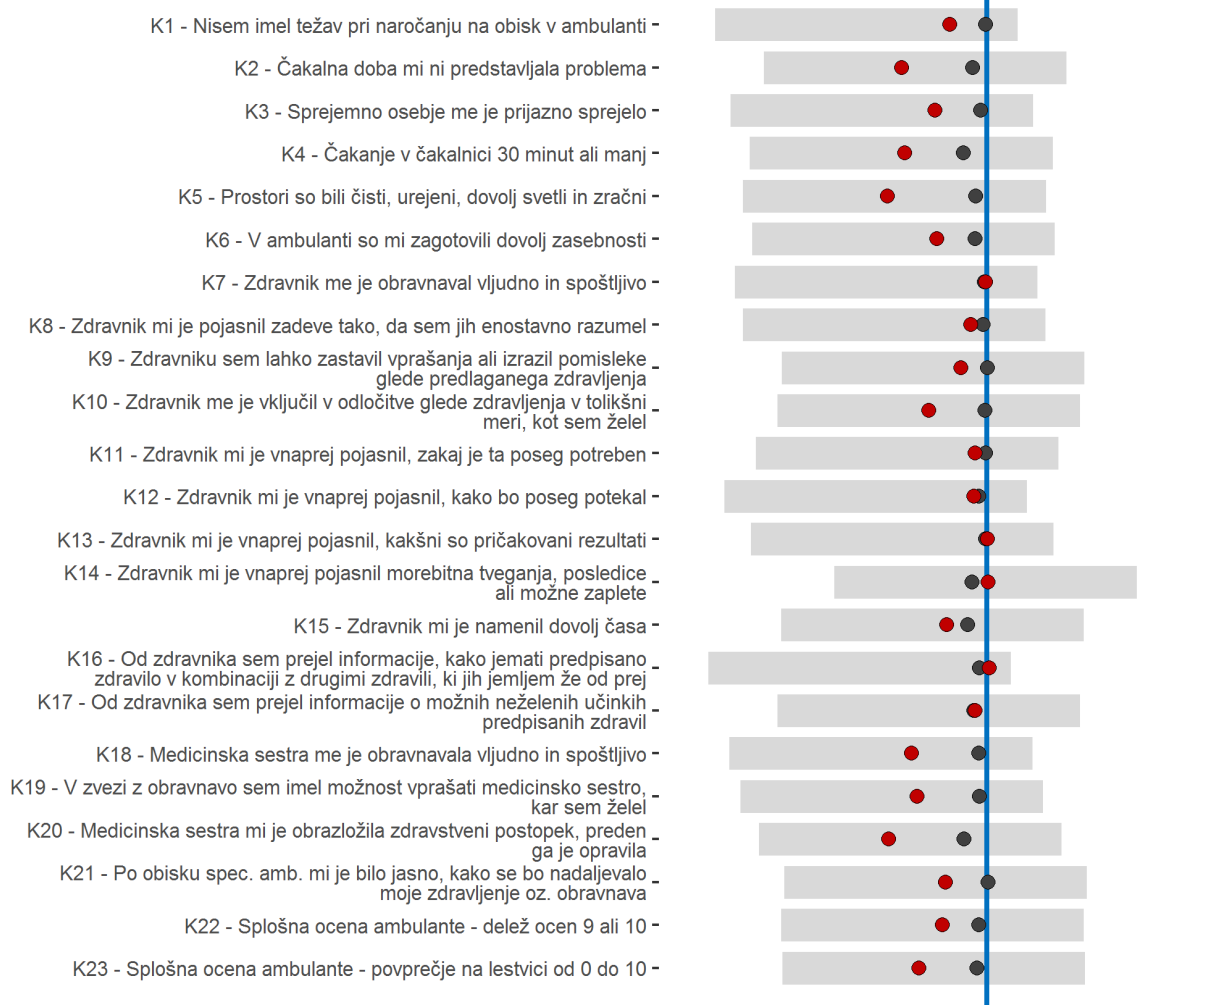 K1 - Nisem imel težav pri naročanju na obisk v ambulanti
K2 - Čakalna doba mi ni predstavljala problema
K3 - Sprejemno osebje me je prijazno sprejelo
K4 - Čakanje v čakalnici 30 minut ali manj
K5 - Prostori so bili čisti, urejeni, dovolj svetli in zračni
K6 - V ambulanti so mi zagotovili dovolj zasebnosti
K7 - Zdravnik me je obravnaval vljudno in spoštljivo
K8 - Zdravnik mi je pojasnil zadeve tako, da sem jih enostavno razumel
K9 - Zdravniku sem lahko zastavil vprašanja ali izrazil pomisleke
glede predlaganega zdravljenja
K10 - Zdravnik me je vključil v odločitve glede zdravljenja v tolikšni
meri, kot sem želel
K11 - Zdravnik mi je vnaprej pojasnil, zakaj je ta poseg potreben
K12 - Zdravnik mi je vnaprej pojasnil, kako bo poseg potekal
K13 - Zdravnik mi je vnaprej pojasnil, kakšni so pričakovani rezultati
K14 - Zdravnik mi je vnaprej pojasnil morebitna tveganja, posledice
ali možne zaplete
K15 - Zdravnik mi je namenil dovolj časa
K16 - Od zdravnika sem prejel informacije, kako jemati predpisano
zdravilo v kombinaciji z drugimi zdravili, ki jih jemljem že od prej
K17 - Od zdravnika sem prejel informacije o možnih neželenih učinkih
predpisanih zdravil
K18 - Medicinska sestra me je obravnavala vljudno in spoštljivo
K19 - V zvezi z obravnavo sem imel možnost vprašati medicinsko sestro,
kar sem želel
K20 - Medicinska sestra mi je obrazložila zdravstveni postopek, preden
ga je opravila
K21 - Po obisku spec. amb. mi je bilo jasno, kako se bo nadaljevalo
moje zdravljenje oz. obravnava
K22 - Splošna ocena ambulante - delež ocen 9 ali 10
K23 - Splošna ocena ambulante - povprečje na lestvici od 0 do 10